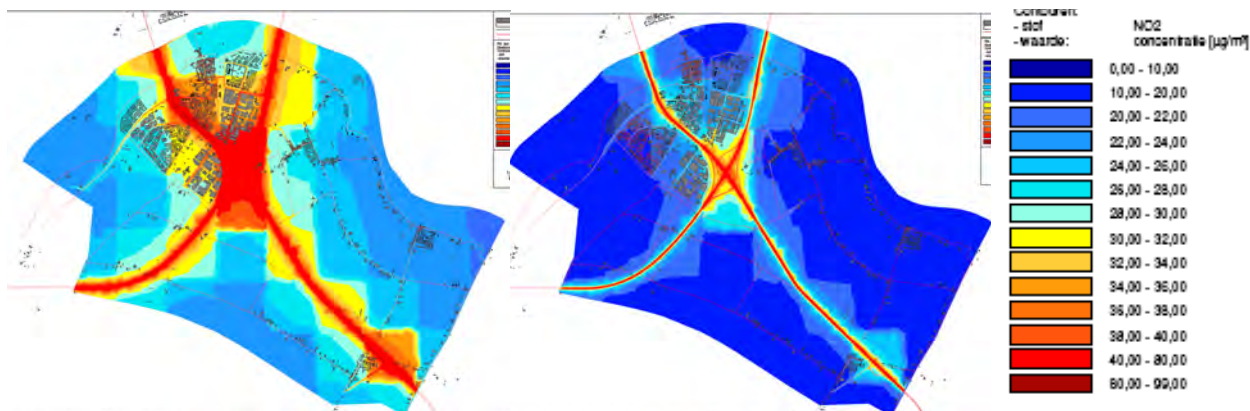 Contouren:
- stof NO2
- waarde: concentratie [µg/m³]
0,00 - 10,00
10,00 - 20,00
20,00 - 22,00
22,00 - 24,00
24,00 - 26,00
26,00 - 28,00
28,00 - 30,00
30,00 - 32,00
32,00 - 34,00
34,00 - 36,00
36,00 - 38,00
38,00 - 40,00
40,00 - 60,00
60,00 - 99,00